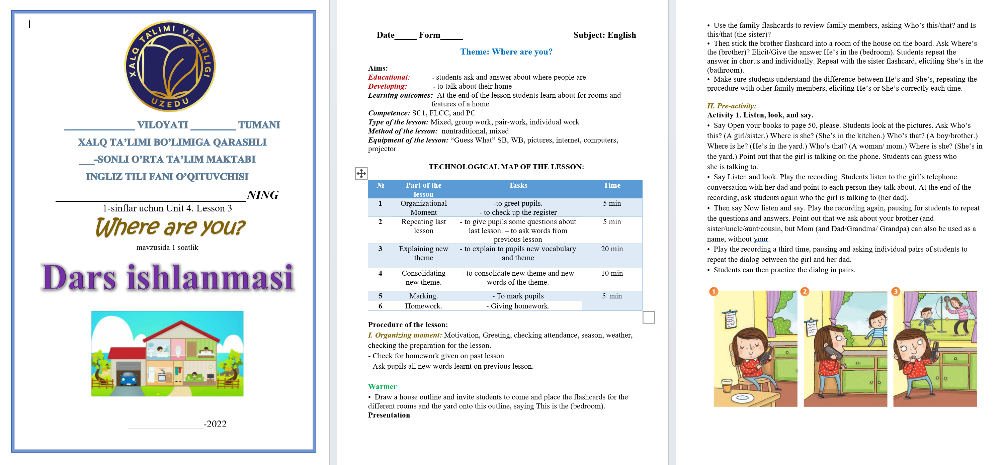 XALQ TALIMI VAZIRLIGI
UZEDU
____________ VILOYATI ________ TUMANI
XALQ TA’LIMI BO’LIMIGA QARASHLI
___-SONLI O’RTA TA’LIM MAKTABI
INGLIZ TILI FANI O’QITUVCHISI
______________________NING
1-sinflar uchun Unit 4. Lesson 3
Where are you?
mavzusida 1 soatlik
Dars ishlanmasi
______________-2022
Date_____ Form_____ Subject: English
Theme: Where are you?
Aims:
Educational: - students ask and answer about where people are
Developing: - to talk about their home
Learning outcomes: At the end of the lesson students learn about for rooms and
features of a home
Competence: SC1, FLCC, and PC
Type of the lesson: Mixed, group work, pair-work, individual work
Method of the lesson: nontraditional, mixed
Equipment of the lesson: “Guess What” SB, WB, pictures, internet, computers,
projector
TECHNOLOGICAL MAP OF THE LESSON:
№ Part of the lesson Tasks Time
1 Organizational Moment -to greet pupils. - to check up the register 5 min
2 Repeating last lesson - to give pupils some questions about last lesson. – to ask words from previous lesson 5 min
3 Explaining new theme - to explain to pupils new vocabulary and theme 20 min
4 Consolidating new theme. - to consolidate new theme and new words of the theme. 10 min
5 Marking. - To mark pupils 5 min
6 Homework. - Giving homework.
Procedure of the lesson:
I. Organizing moment: Motivation, Greeting, checking attendance, season, weather,
checking the preparation for the lesson.
- Check for homework given on past lesson
- Ask pupils all new words learnt on previous lesson.
Warmer
• Draw a house outline and invite students to come and place the flashcards for the
different rooms and the yard onto this outline, saying This is the (bedroom).
Presentation
• Use the family flashcards to review family members, asking Who’s this/that? and Is
this/that (the sister)?
• Then stick the brother flashcard into a room of the house on the board. Ask Where’s
the (brother)? Elicit/Give the answer He’s in the (bedroom). Students repeat the
answer in chorus and individually. Repeat with the sister flashcard, eliciting She’s in the
(bathroom).
• Make sure students understand the difference between He’s and She’s, repeating the
procedure with other family members, eliciting He’s or She’s correctly each time.
II. Pre-activity:
Activity 1. Listen, look, and say.
• Say Open your books to page 50, please. Students look at the pictures. Ask Who’s
this? (A girl/sister.) Where is she? (She’s in the kitchen.) Who’s that? (A boy/brother.)
Where is he? (He’s in the yard.) Who’s that? (A woman/ mom.) Where is she? (She’s in
the yard.) Point out that the girl is talking on the phone. Students can guess who
she is talking to.
• Say Listen and look. Play the recording. Students listen to the girl’s telephone
conversation with her dad and point to each person they talk about. At the end of the
recording, ask students again who the girl is talking to (her dad).
• Then say Now listen and say. Play the recording again, pausing for students to repeat
the questions and answers. Point out that we ask about your brother (and
sister/uncle/aunt/cousin, but Mom (and Dad/Grandma/ Grandpa) can also be used as a
name, without your.
• Play the recording a third time, pausing and asking individual pairs of students to
repeat the dialog between the girl and her dad.
• Students can then practice the dialog in pairs.
1 2 3